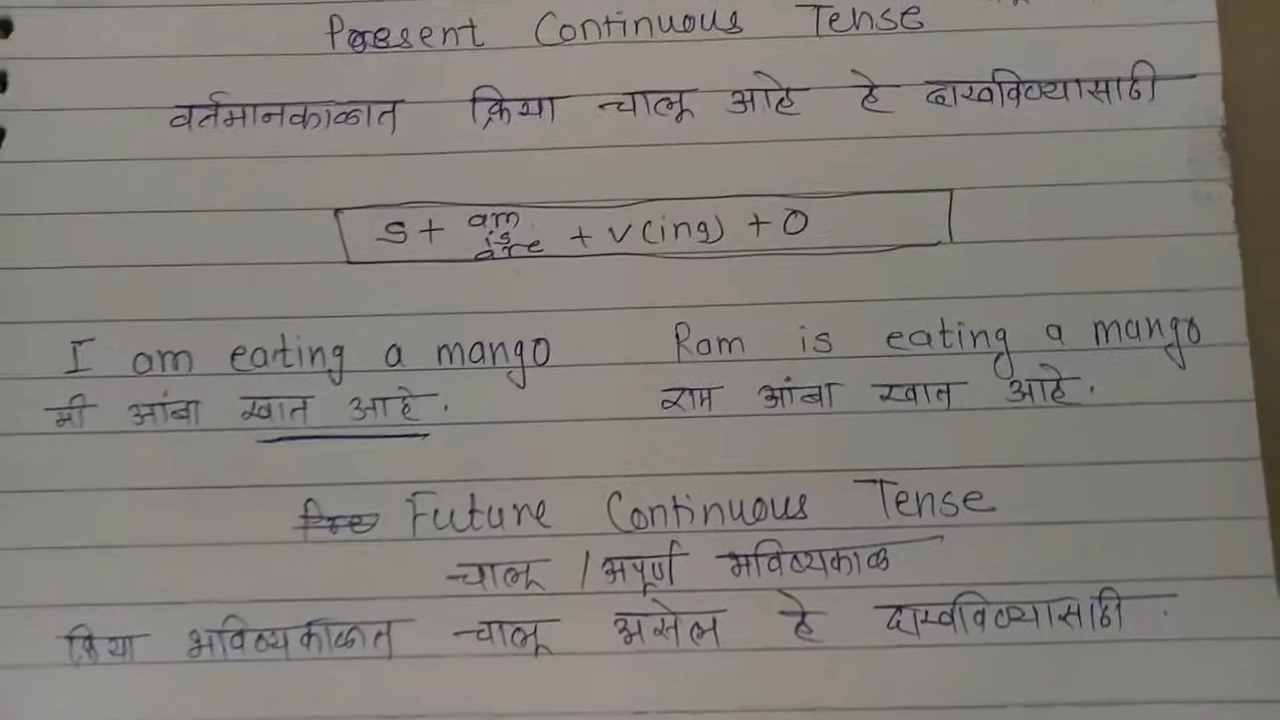 Present Continuous Tense
वर्तमानकाळात क्रिया चालू आहे हे दाखविण्यासाठी
S + am is are + V(ing) + O
I am eating a mango Ram is eating a mango
मी आंबा खात आहे. राम आंबा खात आहे.
Pre Future Continuous Tense
चालू / अपूर्ण भविष्यकाळ
क्रिया भविष्यकाळात चालू असेल हे दाखविण्यासाठी.